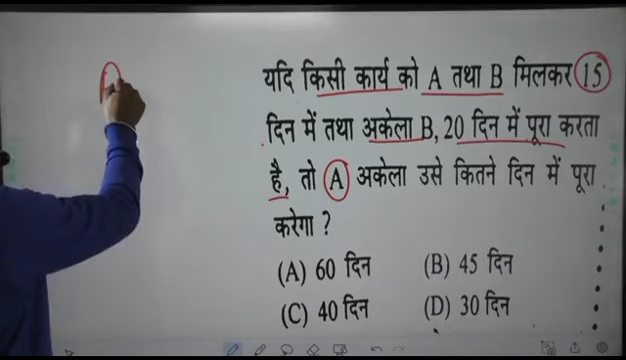 यदि किसी कार्य को A तथा B मिलकर 15
दिन में तथा अकेला B, 20 दिन में पूरा करता
है, तो A अकेला उसे कितने दिन में पूरा
करेगा ?
(A) 60 दिन (B) 45 दिन
(C) 40 दिन (D) 30 दिन